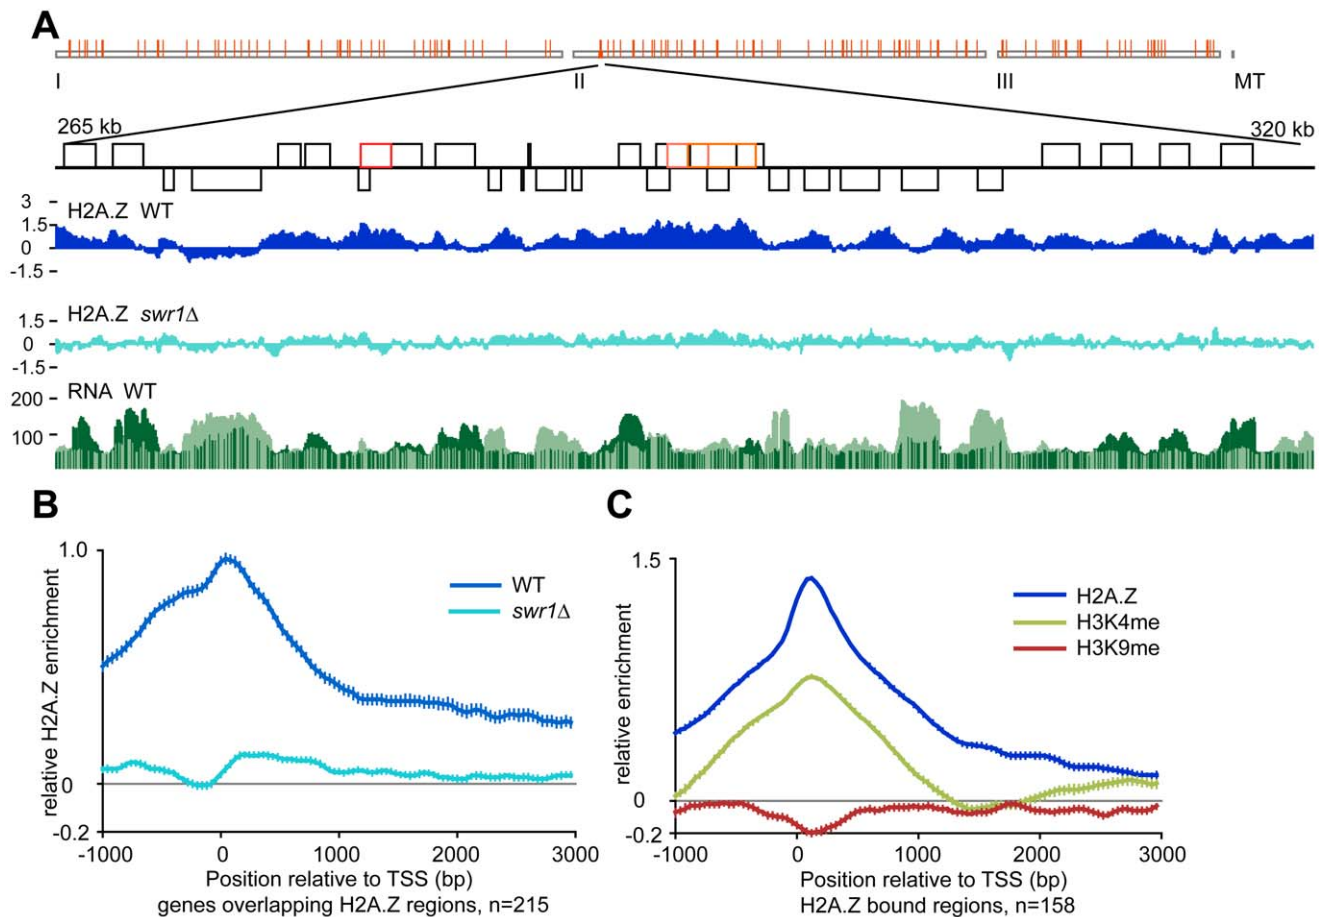 A
I II III MT
265 kb 320 kb
3
H2A.Z WT
1.5
0
-1.5
H2A.Z swr1Δ
1.5
0
-1.5
RNA WT
200
100
B
1.0
relative H2A.Z enrichment
WT
swr1Δ
0
-0.2
-1000 0 1000 2000 3000
Position relative to TSS (bp)
genes overlapping H2A.Z regions, n=215
C
1.5
relative enrichment
H2A.Z
H3K4me
H3K9me
0
-0.2
-1000 0 1000 2000 3000
Position relative to TSS (bp)
H2A.Z bound regions, n=158